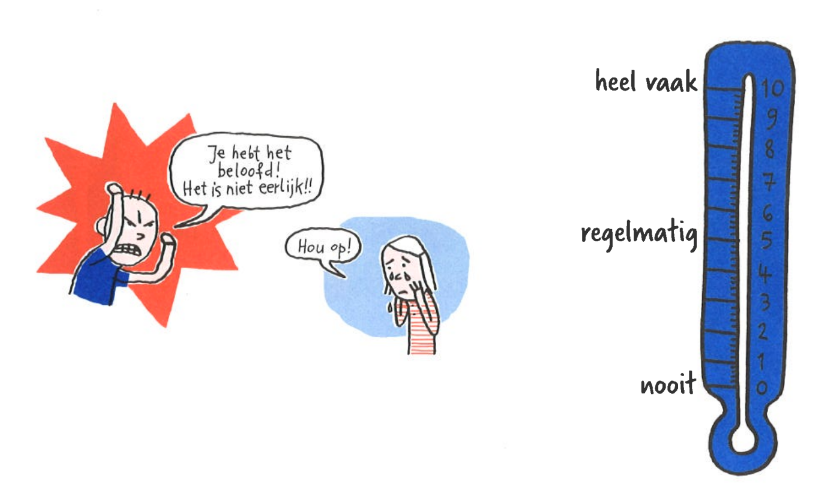 Je hebt het
beloofd!
Het is niet eerlijk!!
Hou op!
heel vaak
regelmatig
nooit
10
9
8
7
6
5
4
3
2
1
0